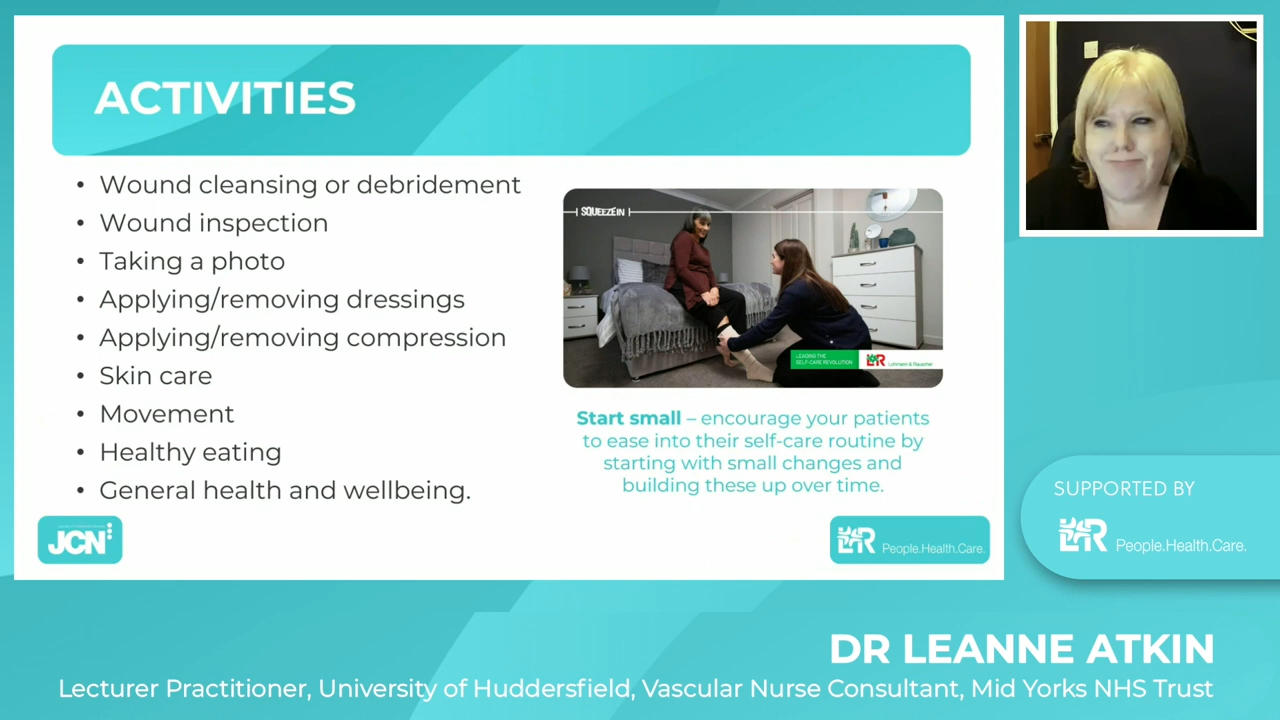 ACTIVITIES
• Wound cleansing or debridement
• Wound inspection
• Taking a photo
• Applying/removing dressings
• Applying/removing compression
• Skin care
• Movement
• Healthy eating
• General health and wellbeing.
SQUEEZEIN
LEADING THE
SELF-CARE REVOLUTION
L&R
Lohmann & Rauscher
Start small – encourage your patients
to ease into their self-care routine by
starting with small changes and
building these up over time.
JCN
L&R People.Health.Care.
SUPPORTED BY
L&R People.Health.Care.
DR LEANNE ATKIN
Lecturer Practitioner, University of Huddersfield, Vascular Nurse Consultant, Mid Yorks NHS Trust